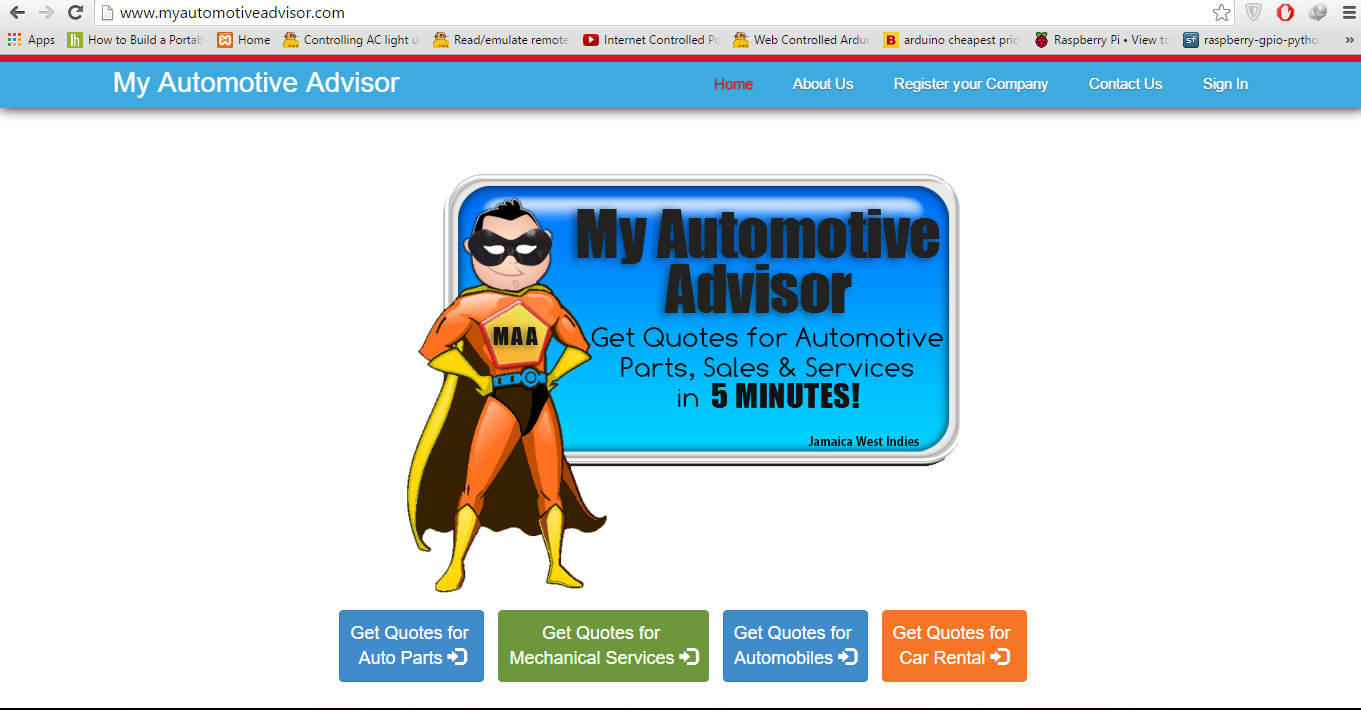 www.myautomotiveadvisor.com
Apps How to Build a Portab Home Controlling AC light u Read/emulate remote Internet Controlled Po Web Controlled Ardui arduino cheapest pric Raspberry Pi • View to raspberry-gpio-pytho »
My Automotive Advisor Home About Us Register your Company Contact Us Sign In
My Automotive
Advisor
MAA
Get Quotes for Automotive
Parts, Sales & Services
in 5 MINUTES!
Jamaica West Indies
Get Quotes for
Auto Parts
Get Quotes for
Mechanical Services
Get Quotes for
Automobiles
Get Quotes for
Car Rental